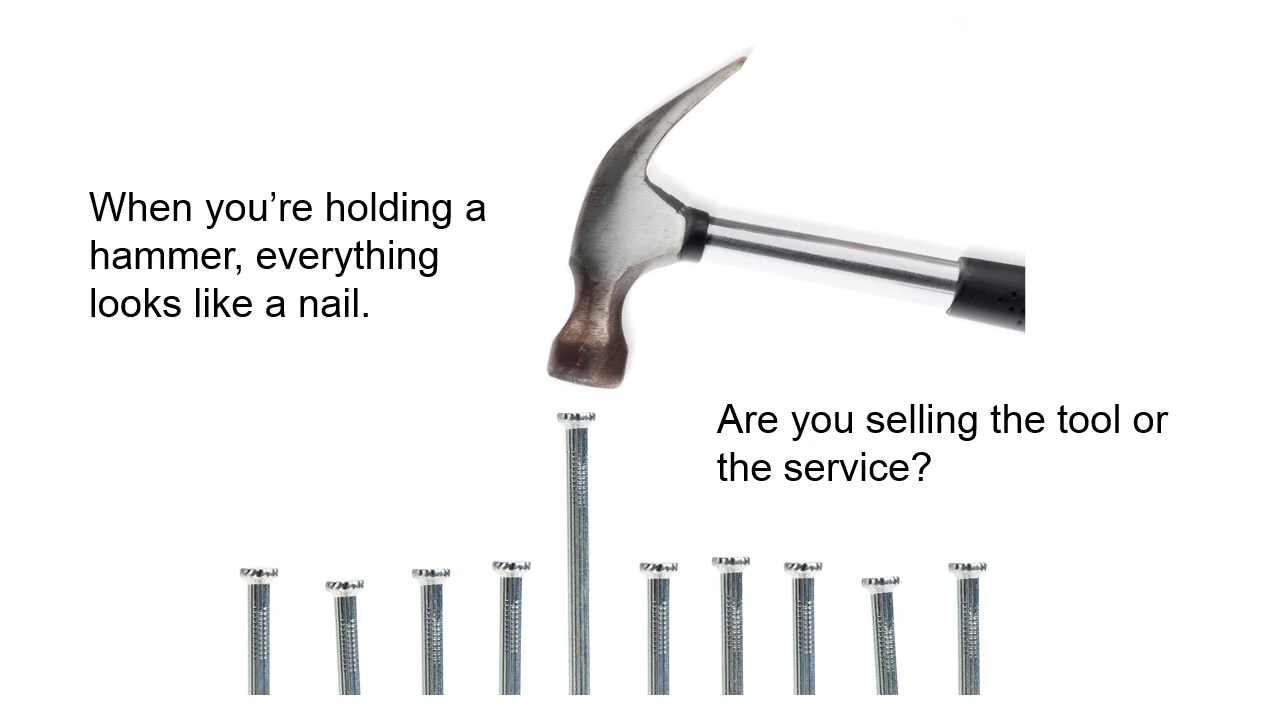 When you’re holding a
hammer, everything
looks like a nail.
Are you selling the tool or
the service?